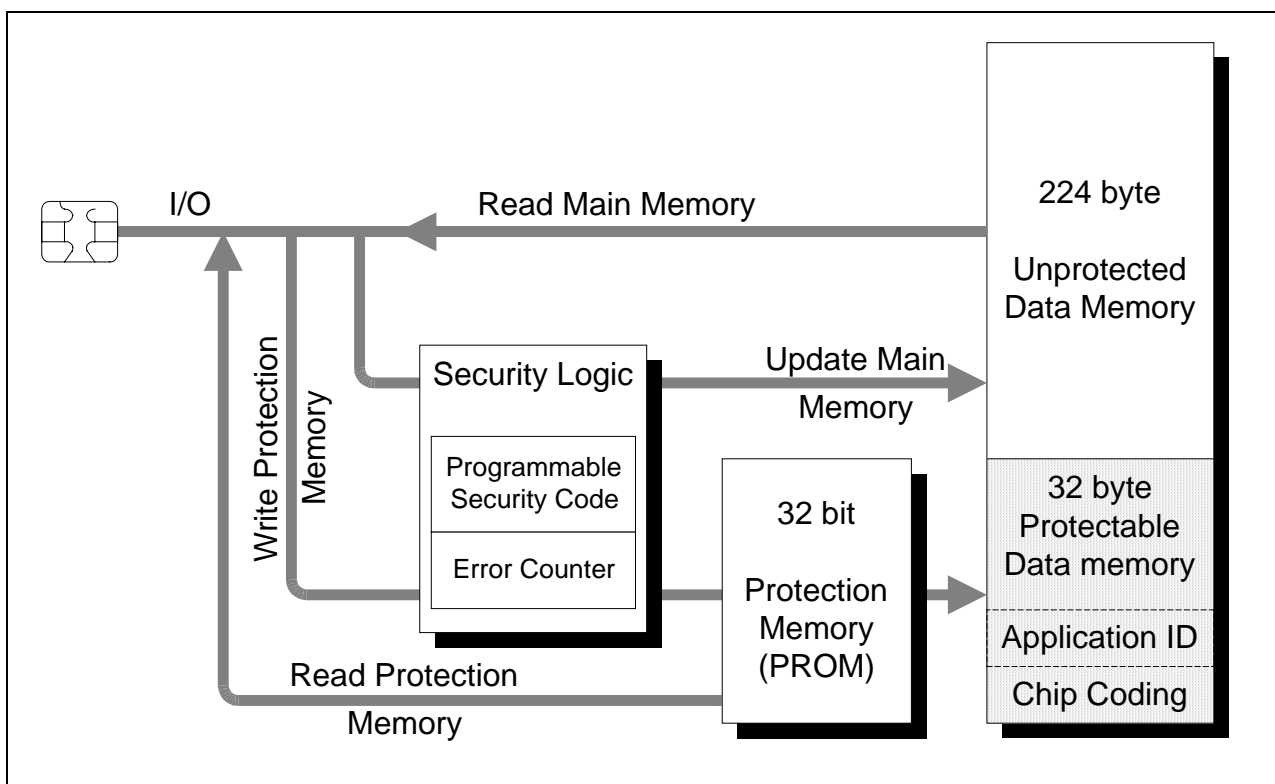 I/O
Read Main Memory
224 byte
Unprotected
Data Memory
Write Protection
Memory
Security Logic
Programmable
Security Code
Error Counter
Update Main
Memory
32 bit
Protection
Memory
(PROM)
32 byte
Protectable
Data memory
Application ID
Chip Coding
Read Protection
Memory